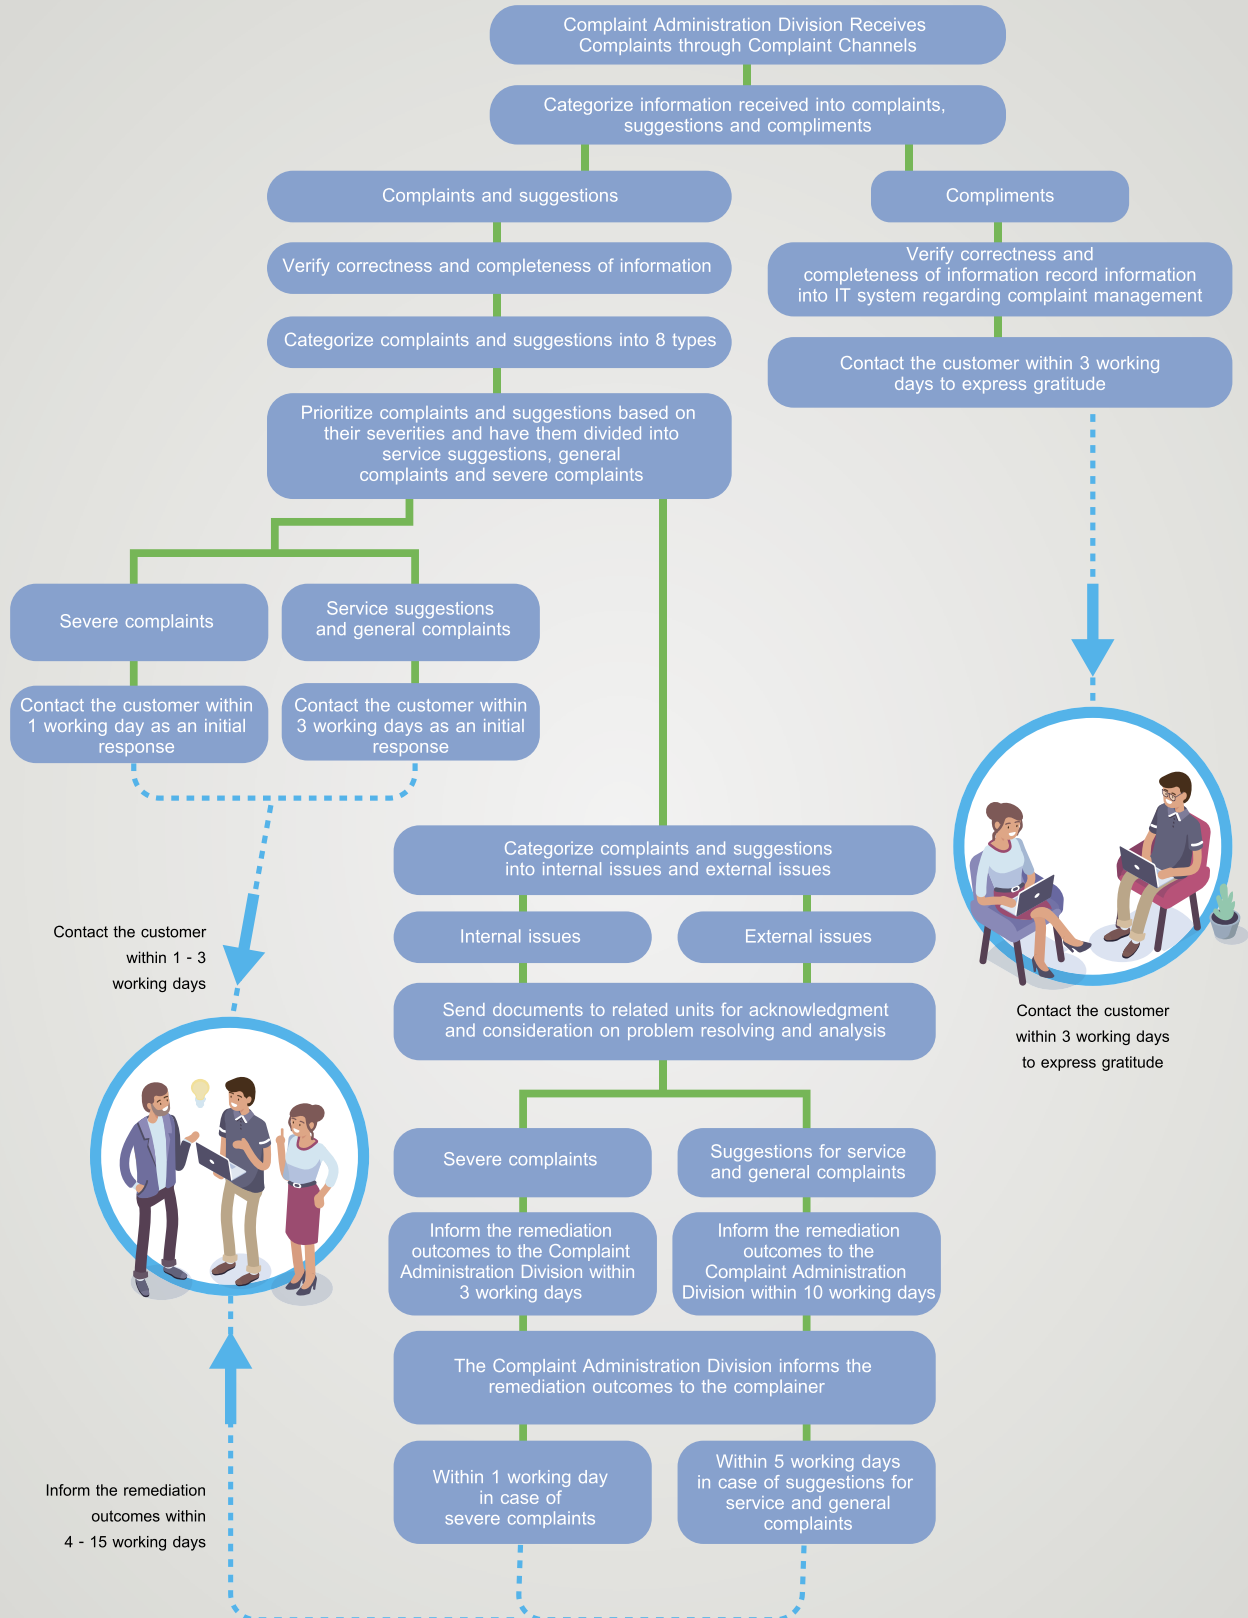 Complaint Administration Division Receives
Complaints through Complaint Channels
Categorize information received into complaints,
suggestions and compliments
Complaints and suggestions
Compliments
Verify correctness and completeness of information
Verify correctness and
completeness of information record information
into IT system regarding complaint management
Categorize complaints and suggestions into 8 types
Contact the customer within 3 working
days to express gratitude
Prioritize complaints and suggestions based on
their severities and have them divided into
service suggestions, general
complaints and severe complaints
Severe complaints
Service suggestions
and general complaints
Contact the customer within
1 working day as an initial
response
Contact the customer within
3 working days as an initial
response
Categorize complaints and suggestions
into internal issues and external issues
Contact the customer
within 1 - 3
working days
Internal issues
External issues
Send documents to related units for acknowledgment
and consideration on problem resolving and analysis
Contact the customer
within 3 working days
to express gratitude
Severe complaints
Suggestions for service
and general complaints
Inform the remediation
outcomes to the Complaint
Administration Division within
3 working days
Inform the remediation
outcomes to the
Complaint Administration
Division within 10 working days
The Complaint Administration Division informs the
remediation outcomes to the complainer
Within 1 working day
in case of
severe complaints
Within 5 working days
in case of suggestions for
service and general
complaints
Inform the remediation
outcomes within
4 - 15 working days